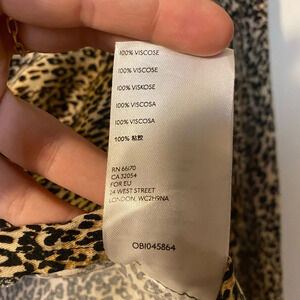 100% VISCOSE
100% VISCOSE
100% VISKOSE
100% VISCOSA
100% VISCOSA
100% 粘胶
RN 66170
CA 32054
FOR EU
24 WEST STREET
LONDON, WC2H9NA
OBI045864